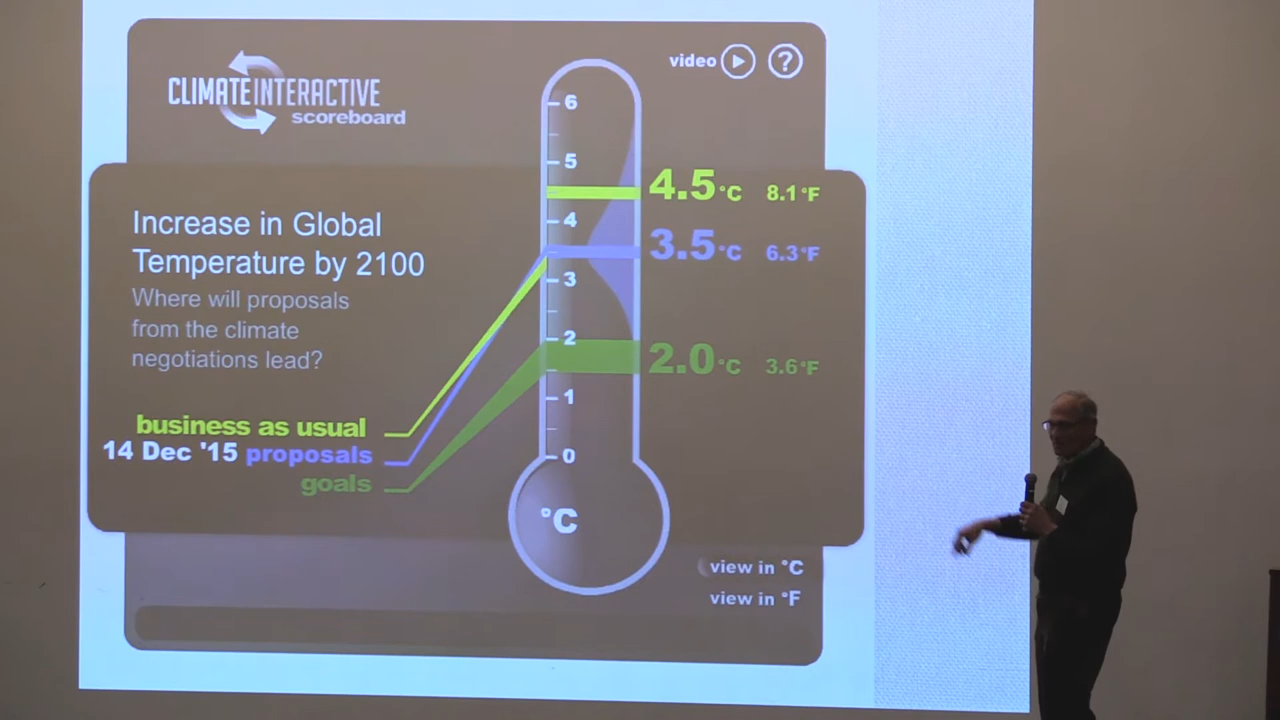 CLIMATE INTERACTIVE
scoreboard
video
?
Increase in Global
Temperature by 2100
Where will proposals
from the climate
negotiations lead?
business as usual
14 Dec '15 proposals
goals
6
5
4
3
2
1
0
°C
4.5°C 8.1°F
3.5°C 6.3°F
2.0°C 3.6°F
view in °C
view in °F